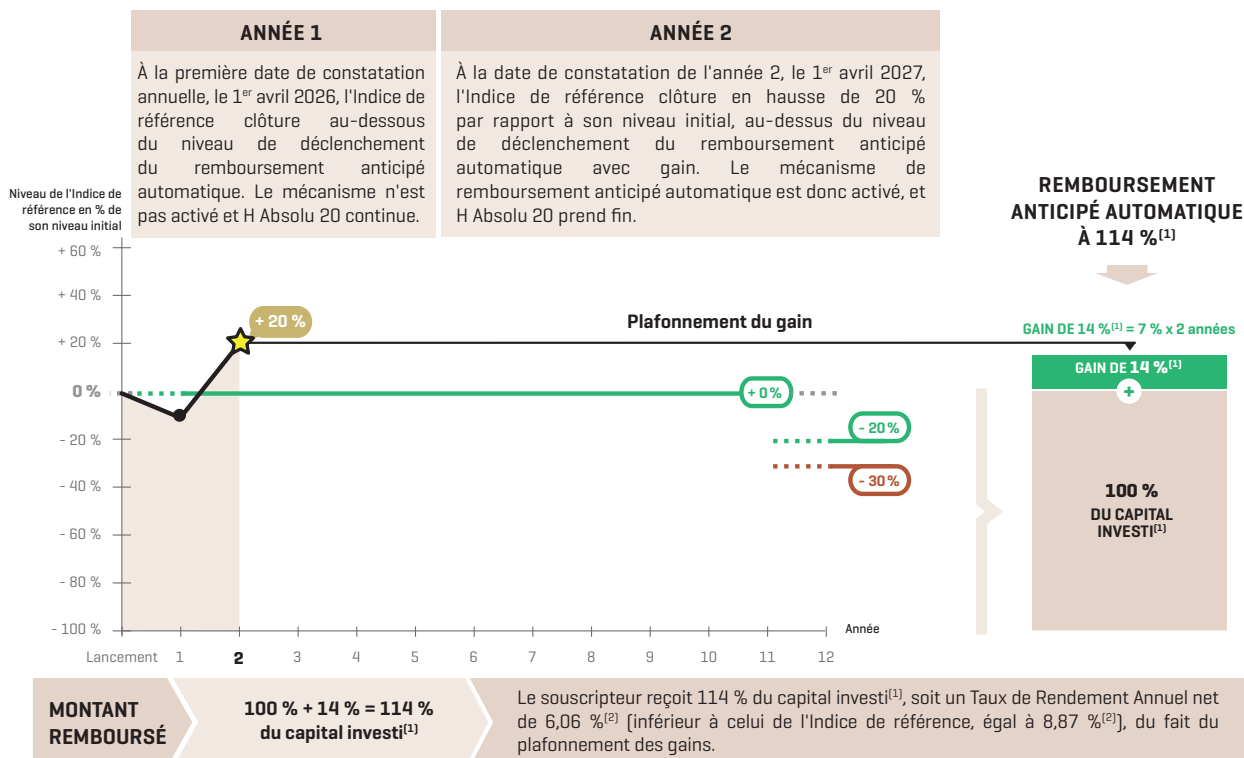 ANNÉE 1
À la première date de constatation
annuelle, le 1er avril 2026, l'Indice de
référence clôture au-dessous
du niveau de déclenchement
du remboursement anticipé
automatique. Le mécanisme n'est
pas activé et H Absolu 20 continue.
ANNÉE 2
À la date de constatation de l'année 2, le 1er avril 2027,
l'Indice de référence clôture en hausse de 20 %
par rapport à son niveau initial, au-dessus du niveau
de déclenchement du remboursement anticipé
automatique avec gain. Le mécanisme de
remboursement anticipé automatique est donc activé, et
H Absolu 20 prend fin.
REMBOURSEMENT
ANTICIPÉ AUTOMATIQUE
À 114 %(1)
Niveau de l'Indice de
référence en % de
son niveau initial
+ 60 %
+ 40 %
+ 20 %
0 %
- 20 %
- 40 %
- 60 %
- 80 %
- 100 %
+ 20 %
Plafonnement du gain
+ 0 %
- 20 %
- 30 %
GAIN DE 14 %(1) = 7 % x 2 années
GAIN DE 14 %(1)
+
100 %
DU CAPITAL
INVESTI(1)
Année
Lancement 1 2 3 4 5 6 7 8 9 10 11 12
MONTANT
REMBOURSÉ
100 % + 14 % = 114 %
du capital investi(1)
Le souscripteur reçoit 114 % du capital investi(1), soit un Taux de Rendement Annuel net
de 6,06 %(2) (inférieur à celui de l'Indice de référence, égal à 8,87 %(2)), du fait du
plafonnement des gains.